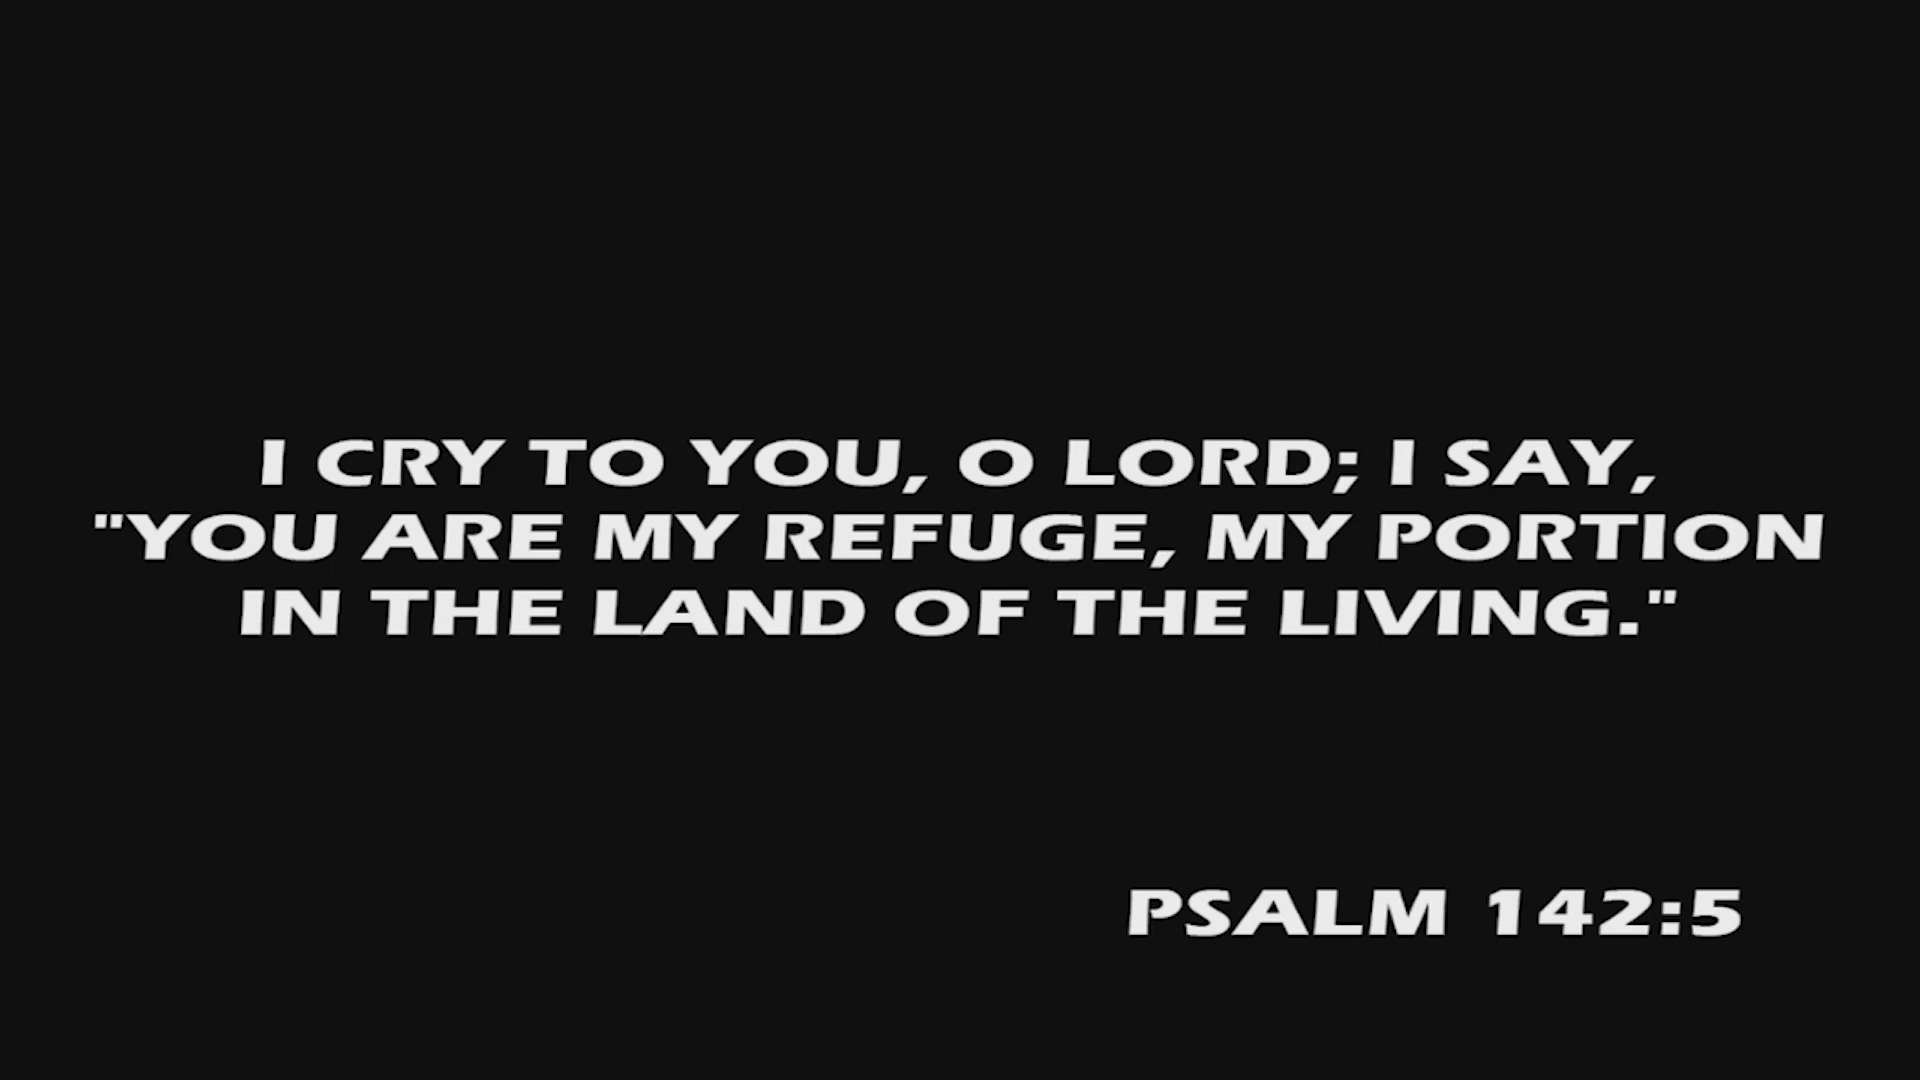 I CRY TO YOU, O LORD; I SAY,
"YOU ARE MY REFUGE, MY PORTION
IN THE LAND OF THE LIVING."
PSALM 142:5